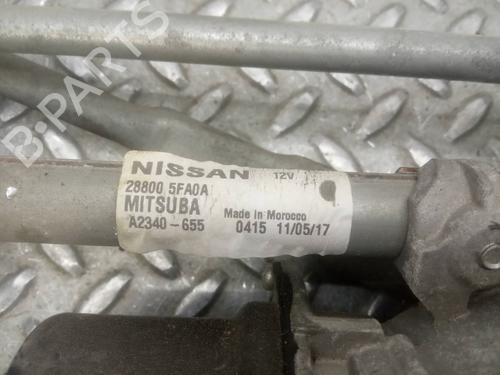 NISSAN 12V
28800 5FA0A
MITSUBA Made in Morocco
A2340-655 0415 11/05/17
B-PARTS